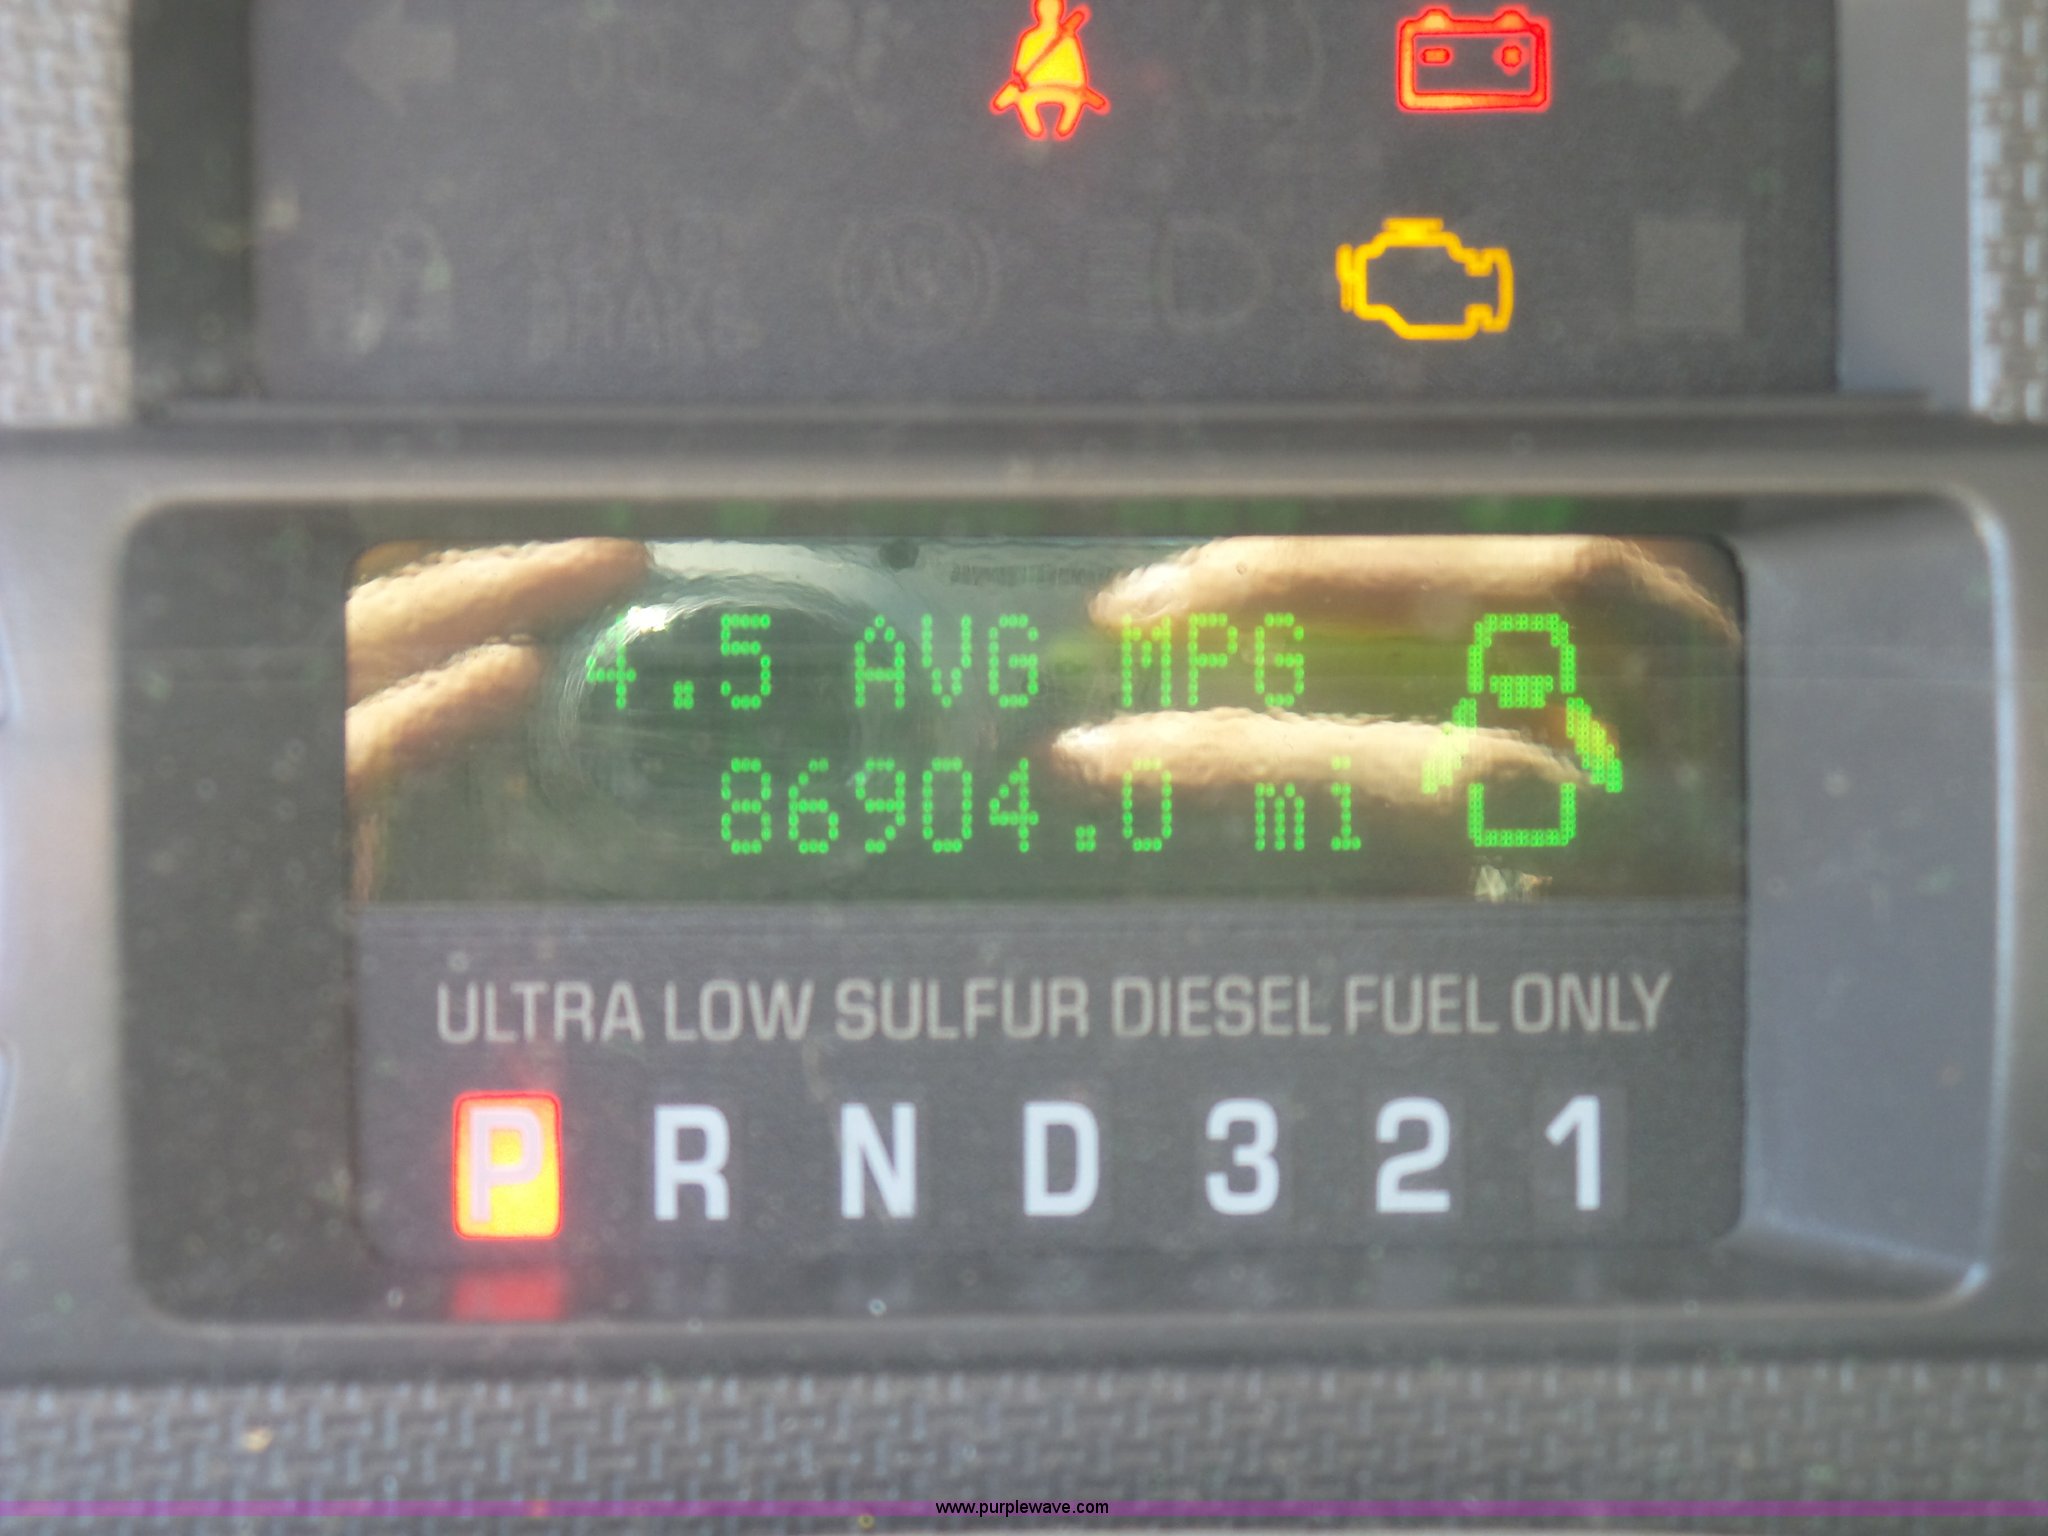 4.5 AVG MPG
86904.0 mi
ULTRA LOW SULFUR DIESEL FUEL ONLY
P R N D 3 2 1
www.purplewave.com